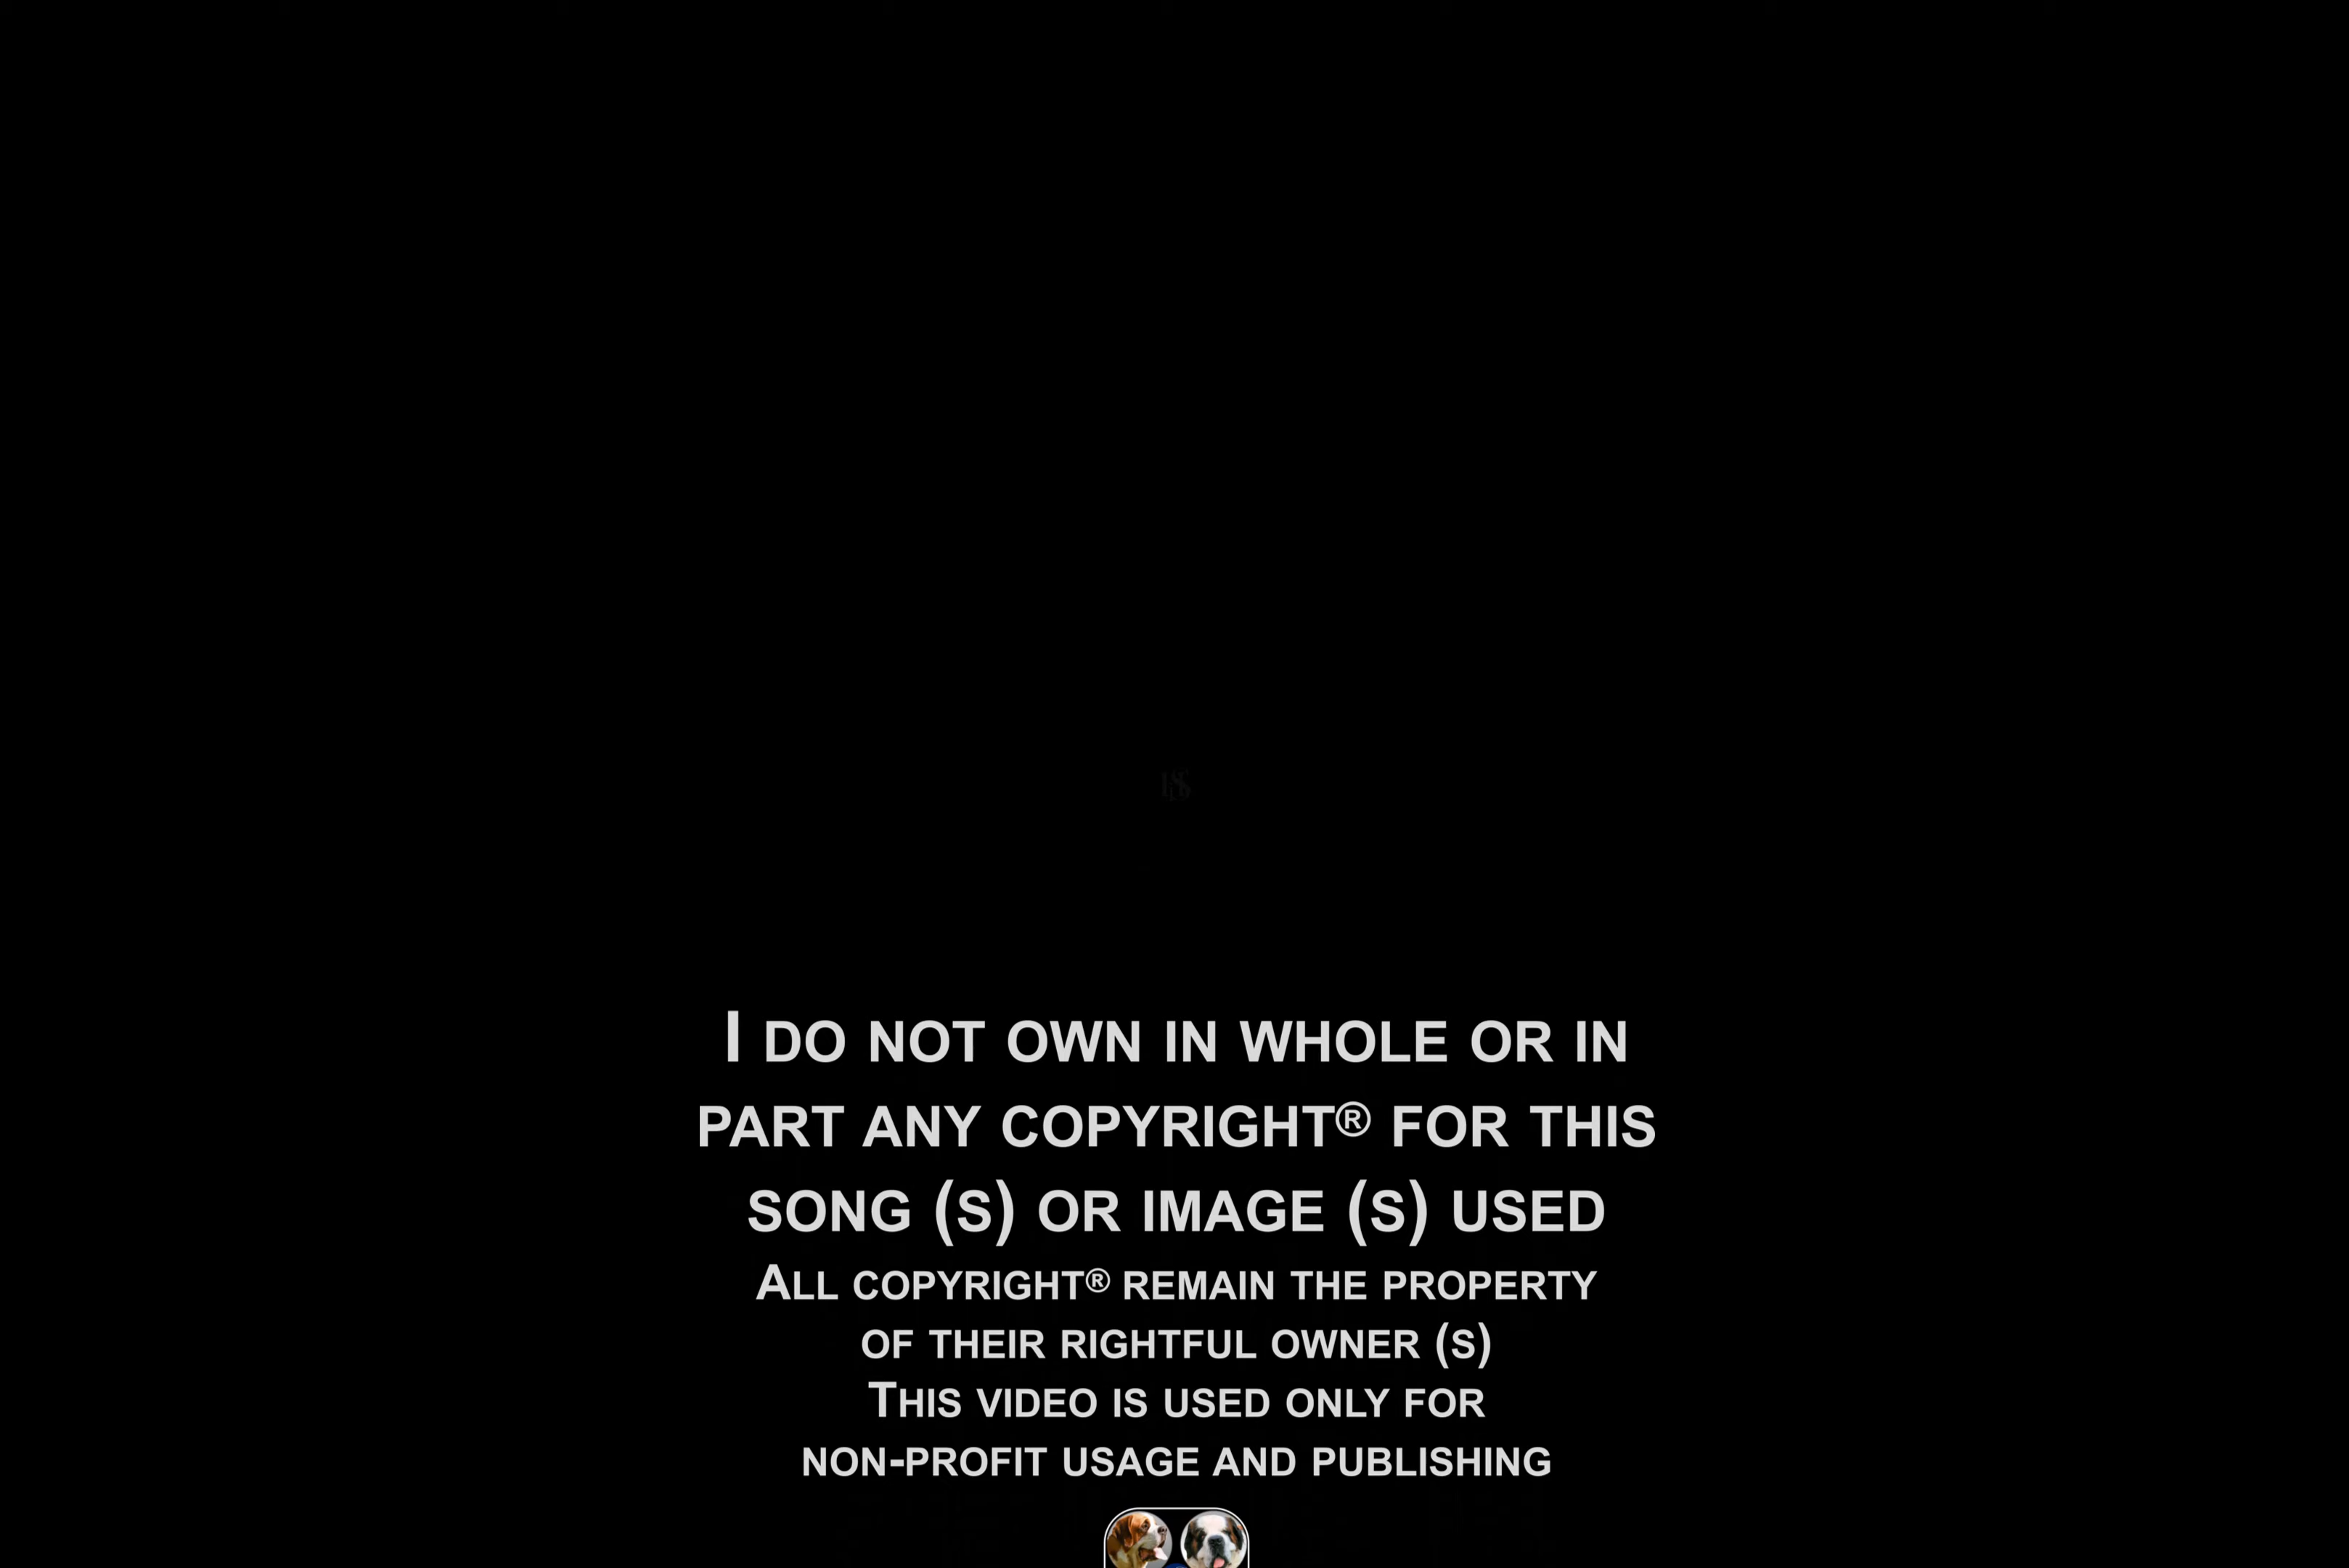 I DO NOT OWN IN WHOLE OR IN
PART ANY COPYRIGHT® FOR THIS
SONG (S) OR IMAGE (S) USED
ALL COPYRIGHT® REMAIN THE PROPERTY
OF THEIR RIGHTFUL OWNER (S)
THIS VIDEO IS USED ONLY FOR
NON-PROFIT USAGE AND PUBLISHING